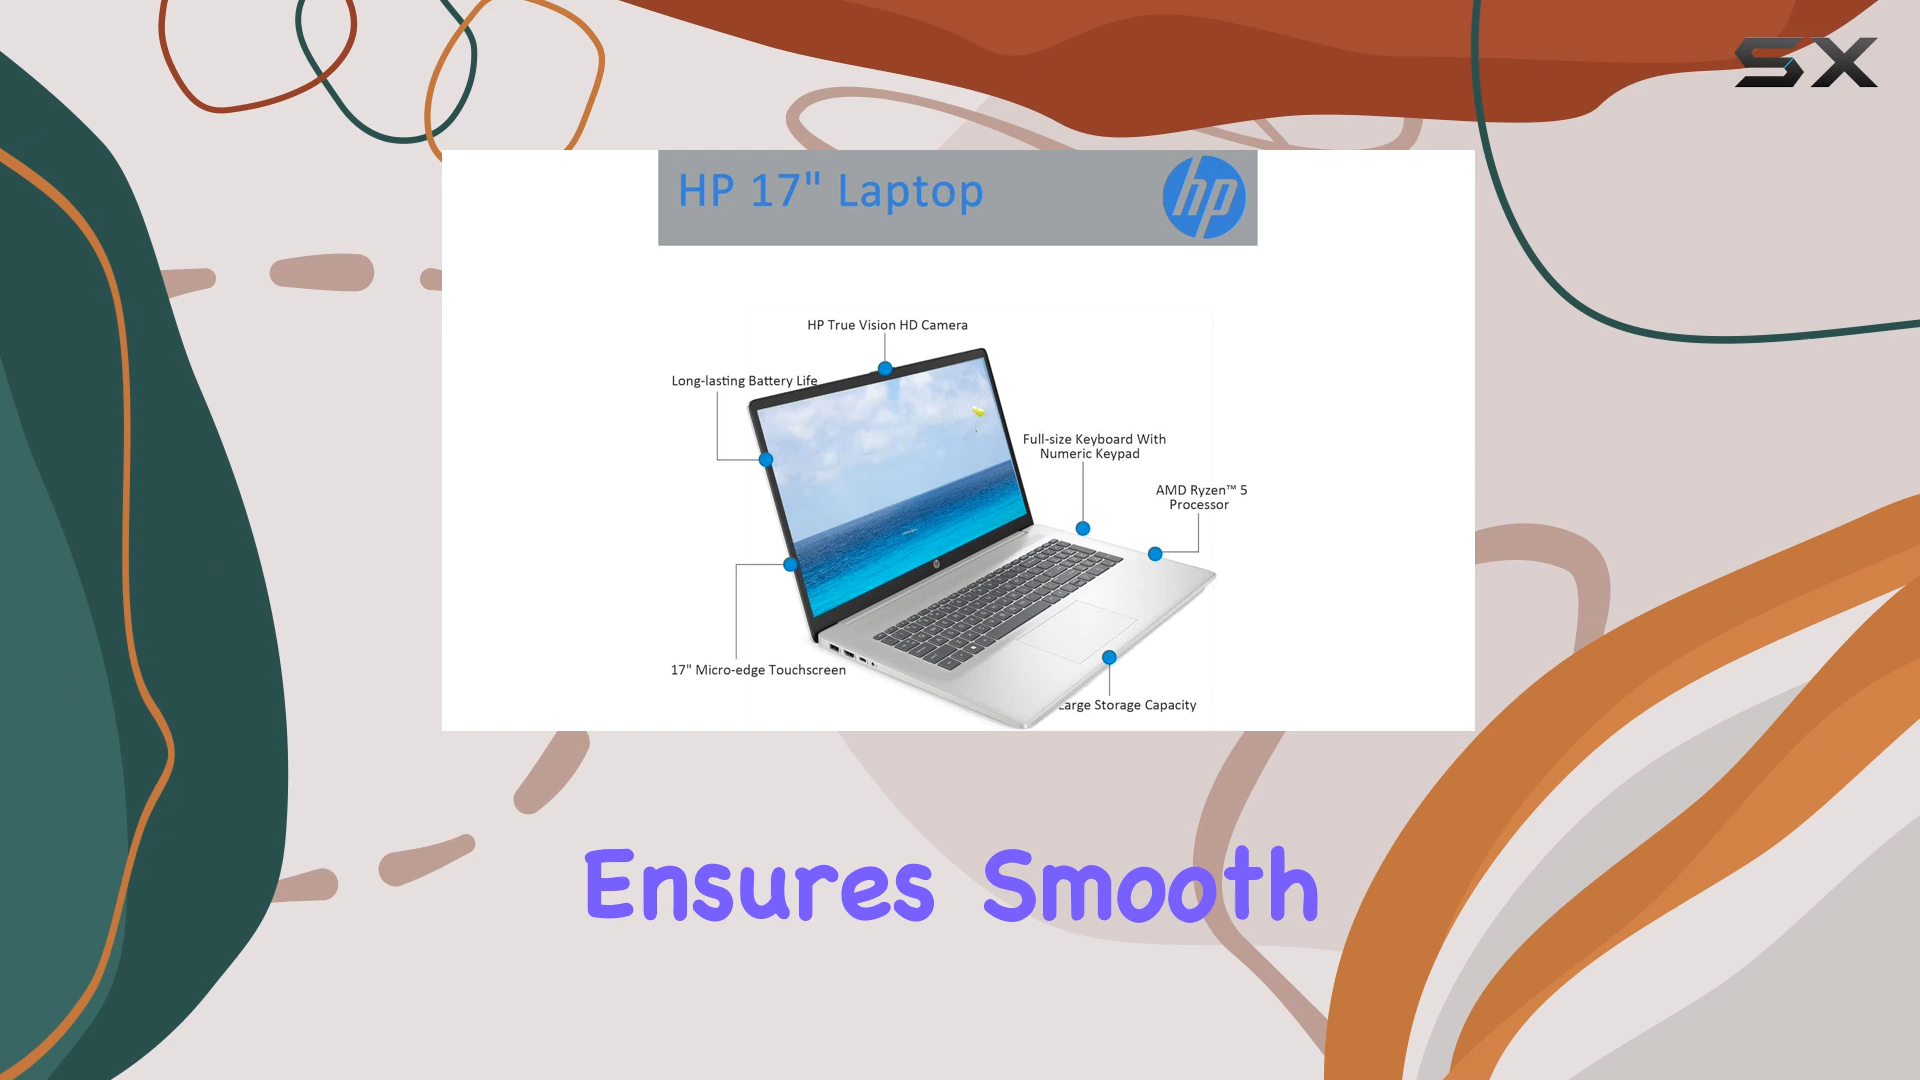 SX
HP 17" Laptop
hp
HP True Vision HD Camera
Long-lasting Battery Life
Full-size Keyboard With
Numeric Keypad
AMD Ryzen™ 5
Processor
17" Micro-edge Touchscreen
Large Storage Capacity
Ensures Smooth